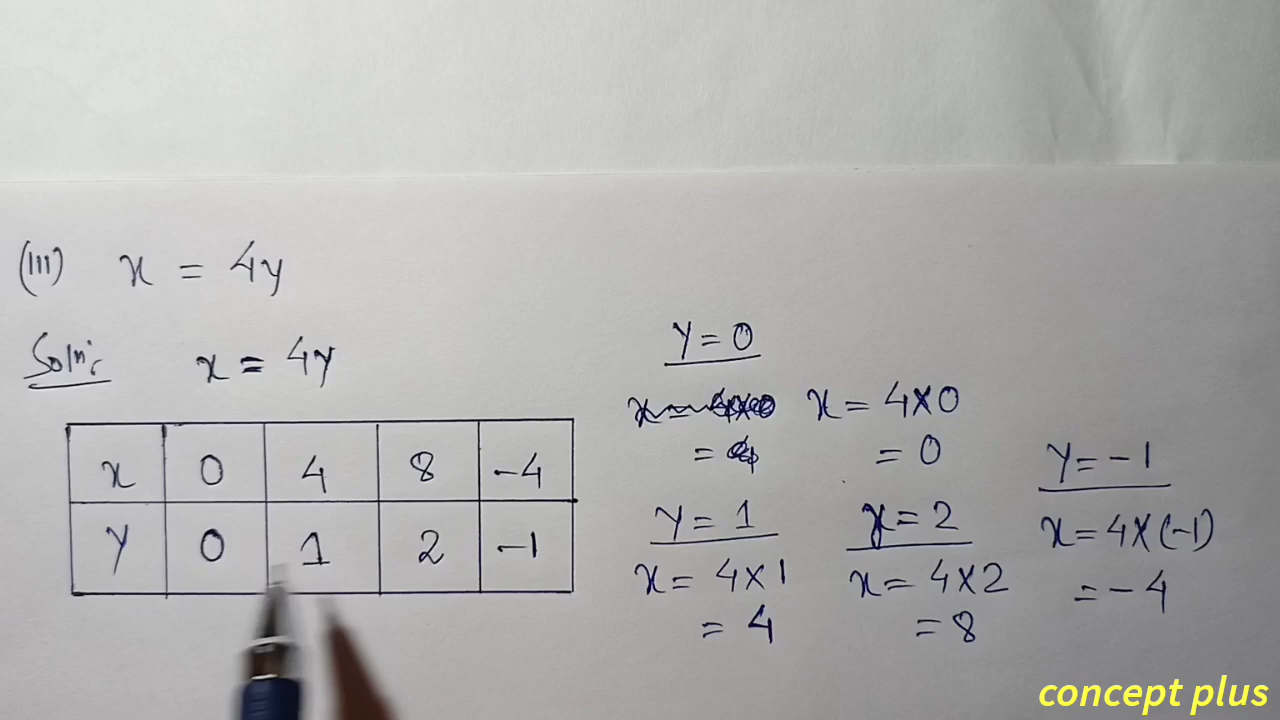 (III) x = 4y
Soln: x = 4y
x 0 4 8 -4
y 0 1 2 -1
y = 0
x = 4×0
= 0
y = 1
x = 4×1
= 4
y = 2
x = 4×2
= 8
y = -1
x = 4×(-1)
= -4
concept plus